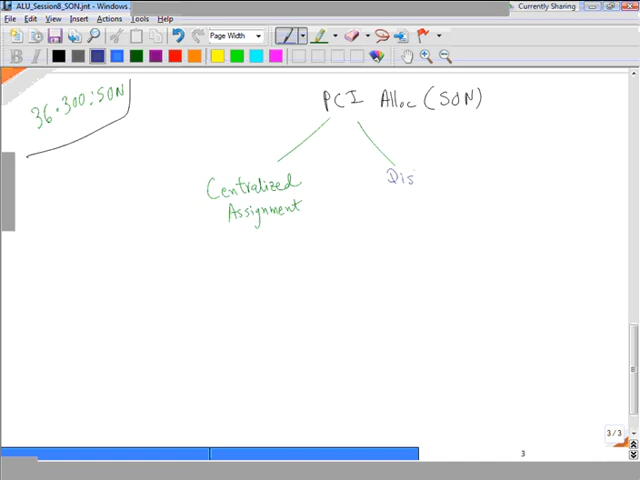 ALU_Session8_SON.jnt - Windows
Currently Sharing
File Edit View Insert Actions Tools Help
Page Width
36.300:SON
PCI Alloc (SON)
Centralized
Assignment
Dis
3/3
3